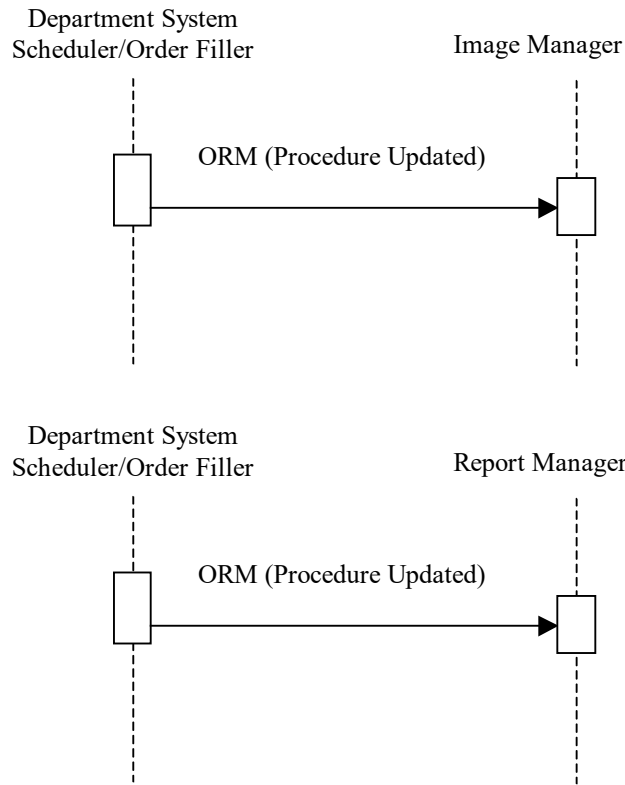 Department System
Scheduler/Order Filler
Image Manager
ORM (Procedure Updated)
Department System
Scheduler/Order Filler
Report Manager
ORM (Procedure Updated)